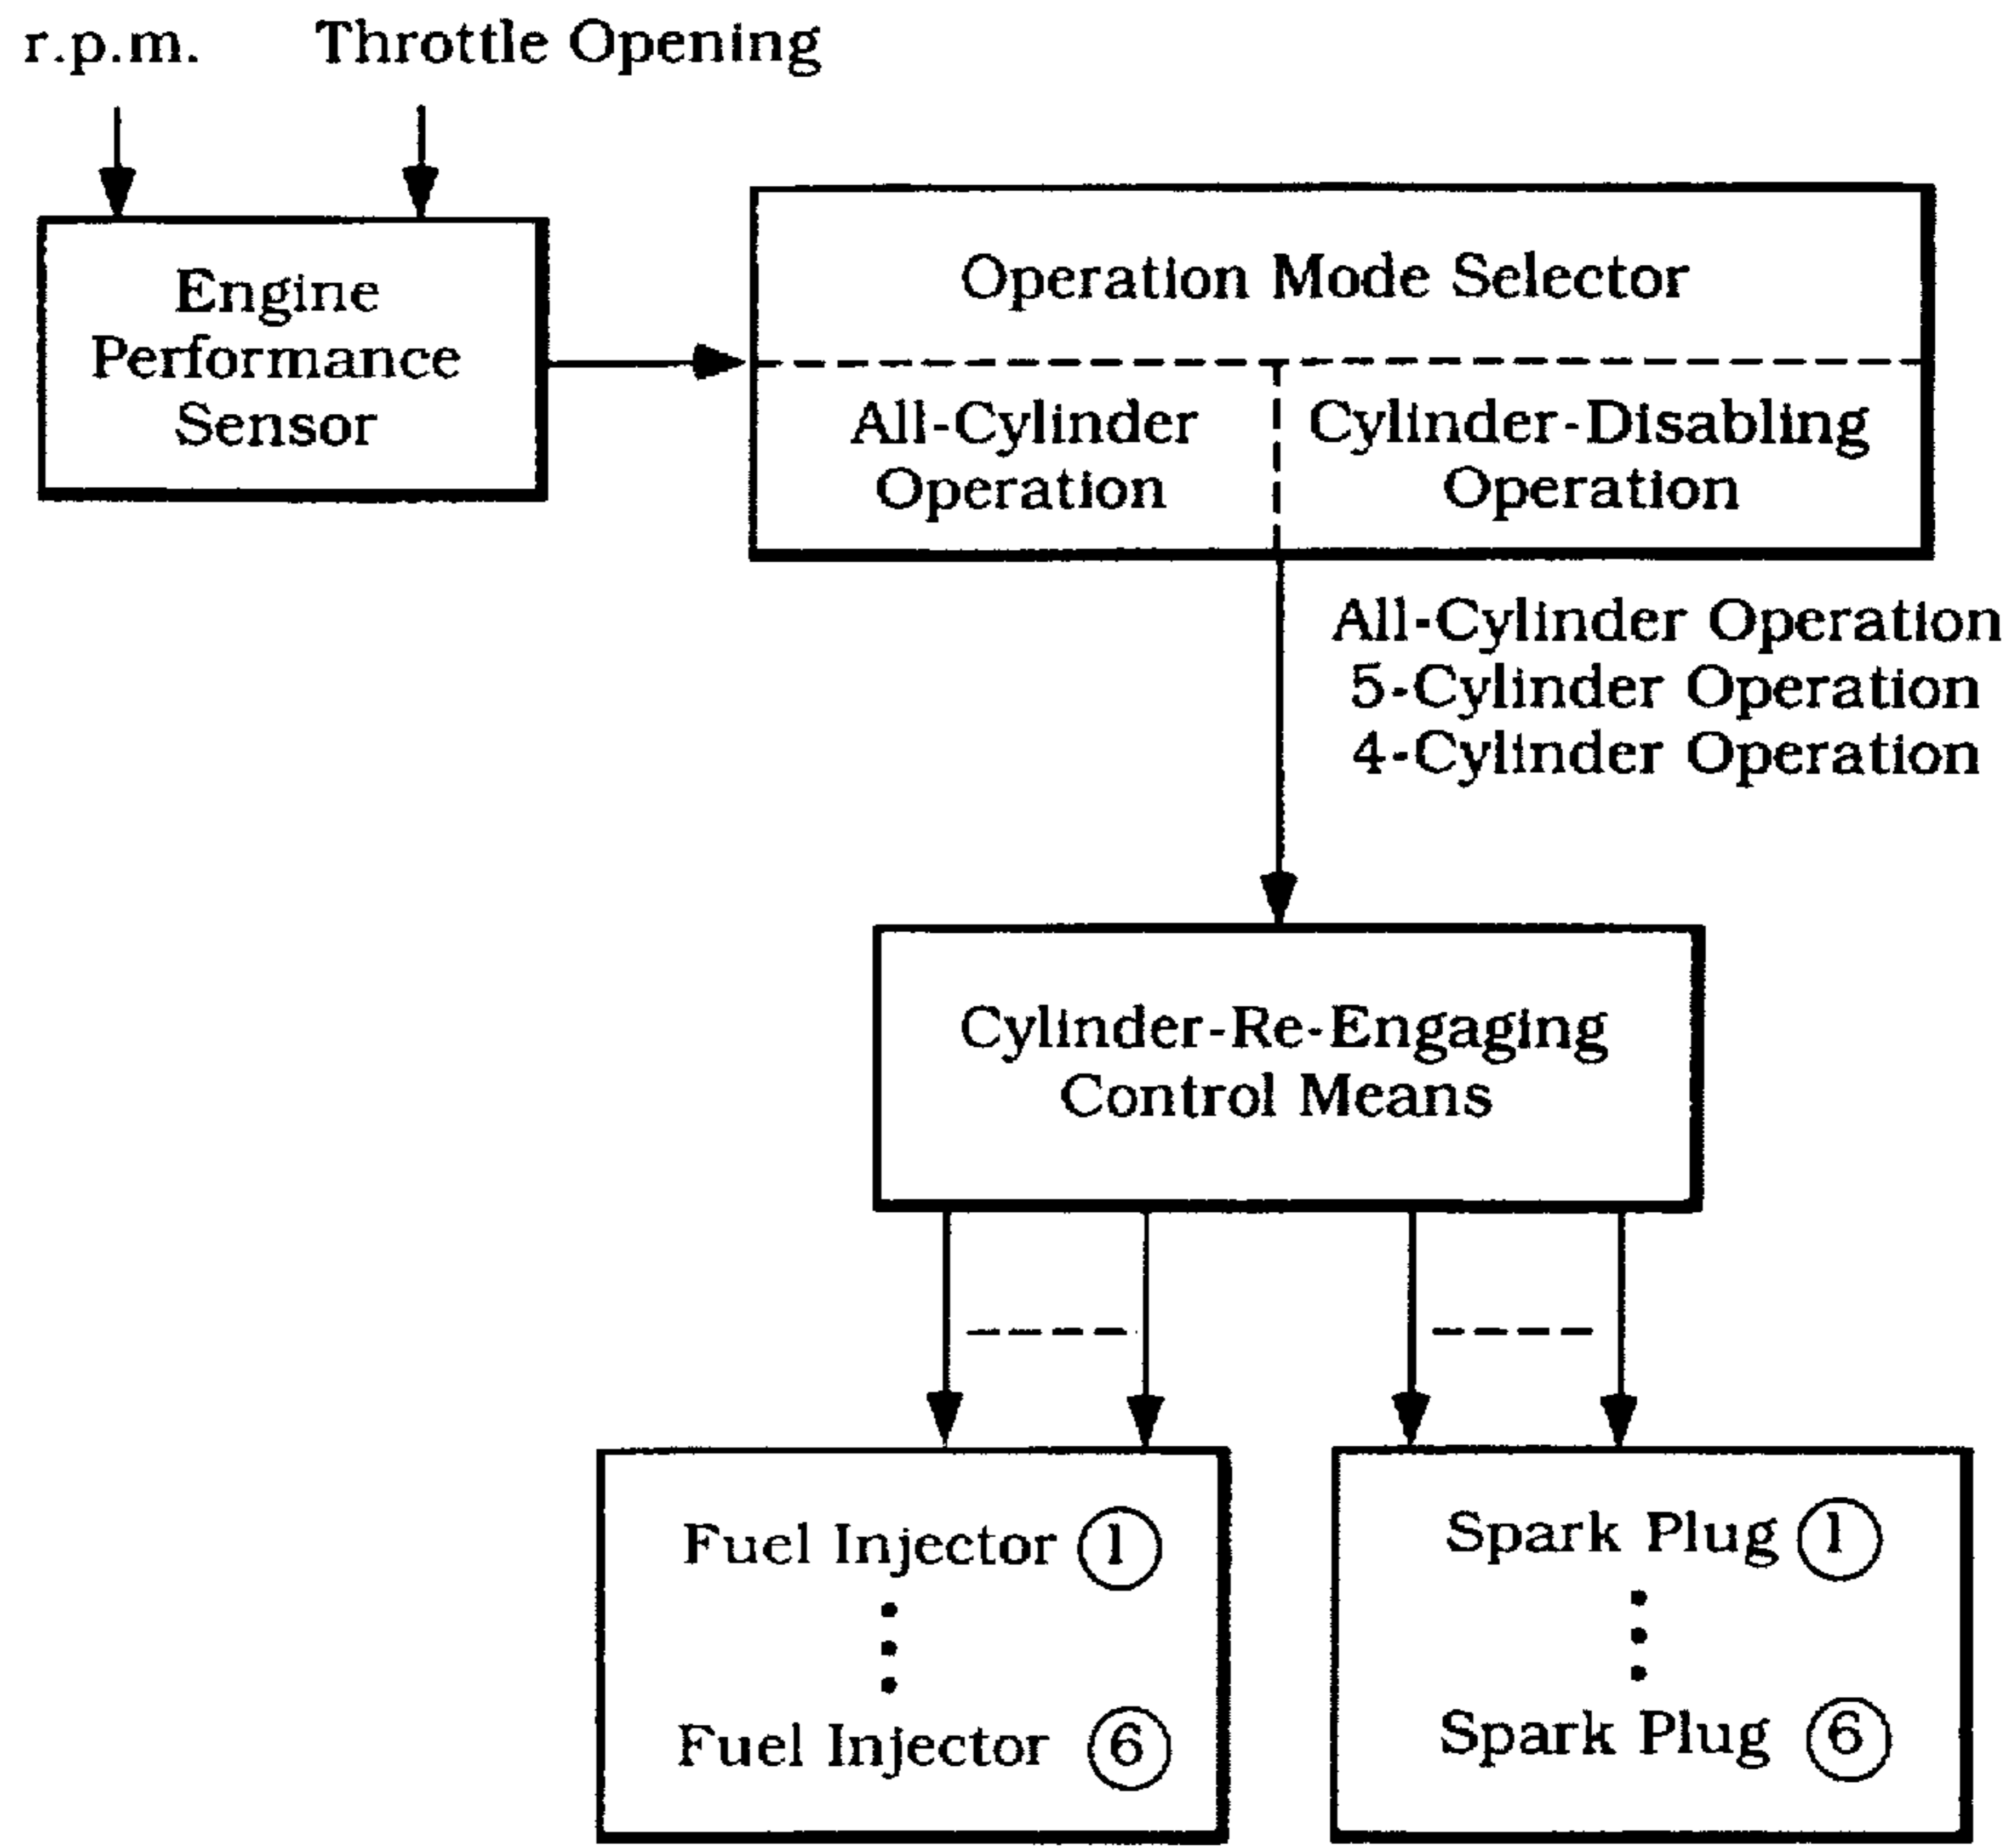 r.p.m. Throttle Opening
Engine
Performance
Sensor
Operation Mode Selector
All-Cylinder
Operation
Cylinder-Disabling
Operation
All-Cylinder Operation
5-Cylinder Operation
4-Cylinder Operation
Cylinder-Re-Engaging
Control Means
Fuel Injector 1
Fuel Injector 6
Spark Plug 1
Spark Plug 6